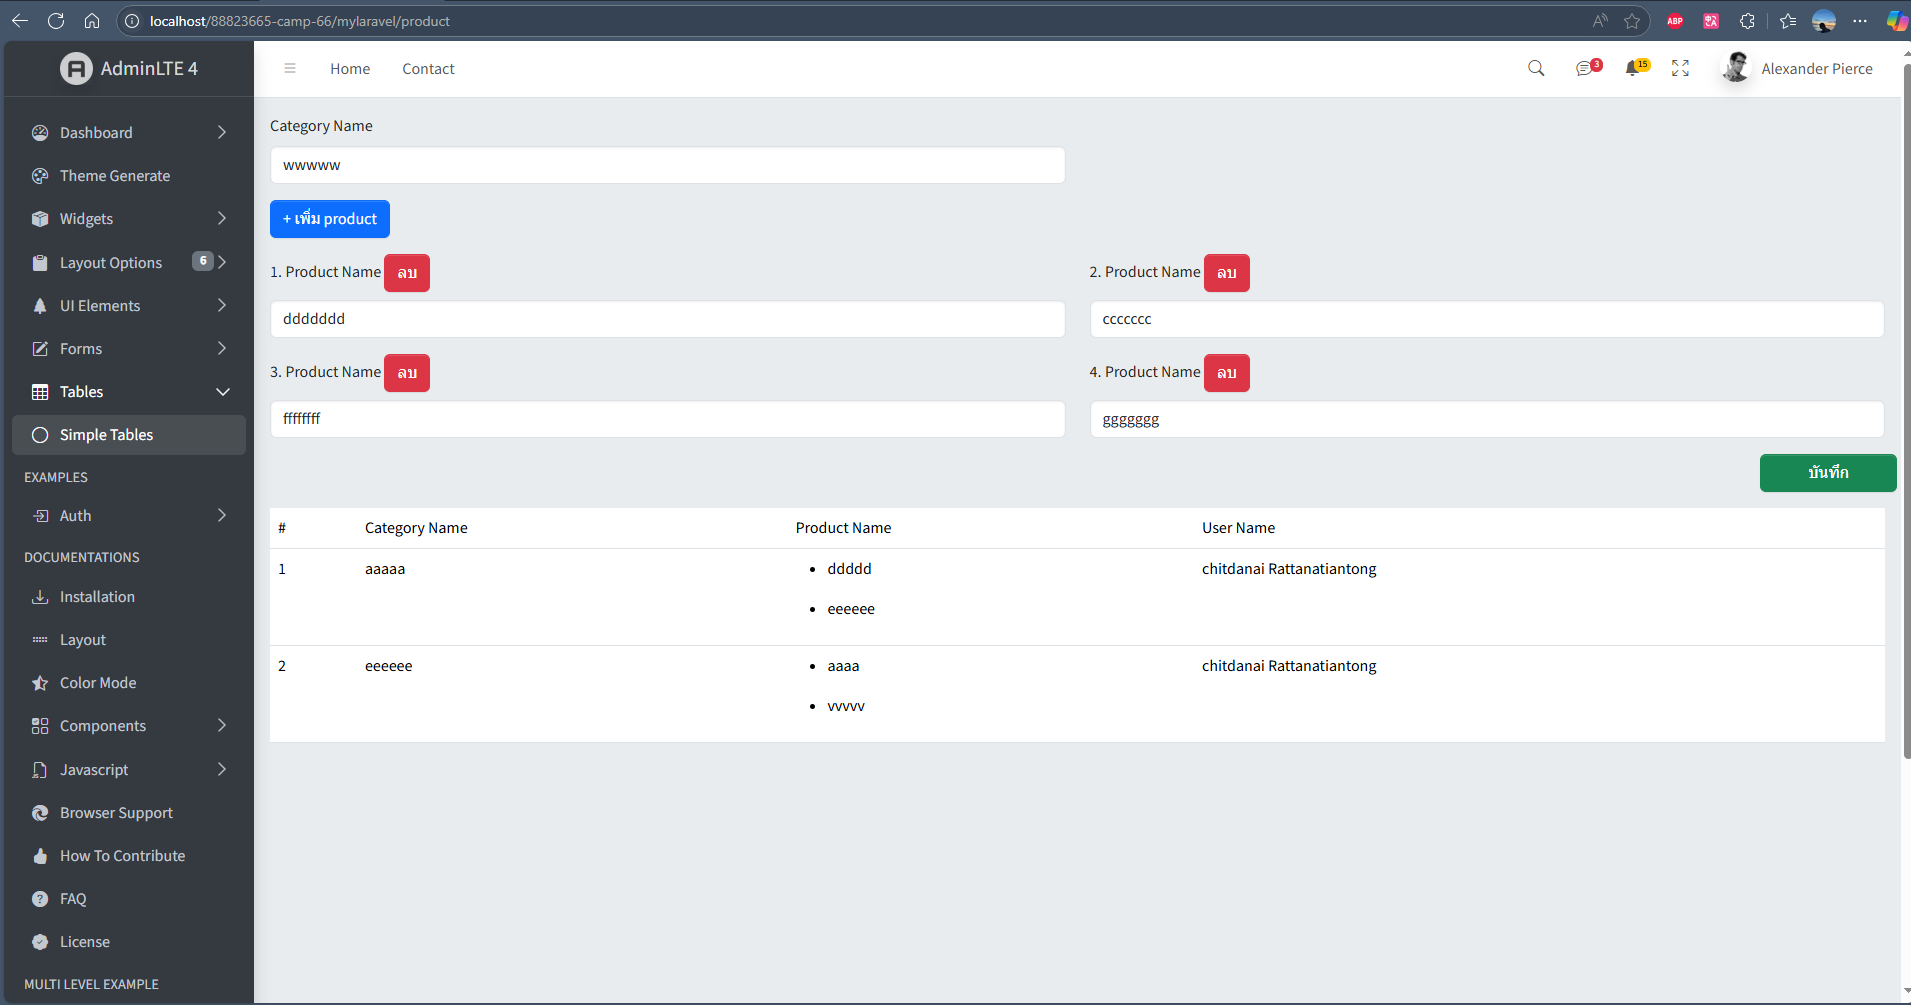 localhost/88823665-camp-66/mylaravel/product
ABP
AdminLTE 4
Home
Contact
3
15
Alexander Pierce
Dashboard
Theme Generate
Widgets
Layout Options
6
UI Elements
Forms
Tables
Simple Tables
EXAMPLES
Auth
DOCUMENTATIONS
Installation
Layout
Color Mode
Components
Javascript
Browser Support
How To Contribute
FAQ
License
MULTI LEVEL EXAMPLE
Category Name
wwwww
+ เพิ่ม product
1. Product Name ลบ
2. Product Name ลบ
ddddddd
ccccccc
3. Product Name ลบ
4. Product Name ลบ
ffffffff
ggggggg
บันทึก
# Category Name Product Name User Name
1 aaaaa ddddd chitdanai Rattanatiantong
eeeeee
2 eeeeee aaaa chitdanai Rattanatiantong
vvvvv